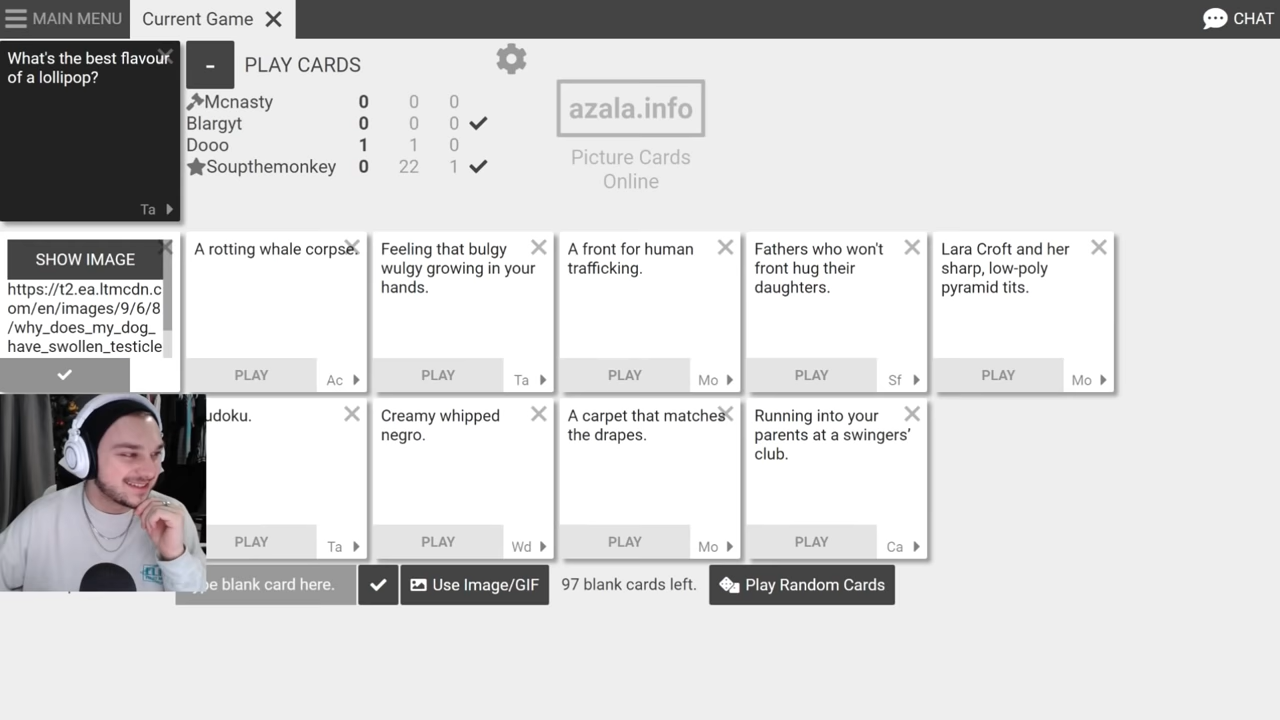 MAIN MENU
Current Game
CHAT
What's the best flavour
of a lollipop?
Ta
-
PLAY CARDS
Mcnasty 0 0 0
Blargyt 0 0 0
Dooo 1 1 0
Soupthemonkey 0 22 1
azala.info
Picture Cards
Online
SHOW IMAGE
https://t2.ea.ltmcdn.c
om/en/images/9/6/8
/why_does_my_dog_
have_swollen_testicle
A rotting whale corpse.
PLAY
Ac
Feeling that bulgy
wulgy growing in your
hands.
PLAY
Ta
A front for human
trafficking.
PLAY
Mo
Fathers who won't
front hug their
daughters.
PLAY
Sf
Lara Croft and her
sharp, low-poly
pyramid tits.
PLAY
Mo
udoku.
PLAY
Ta
Creamy whipped
negro.
PLAY
Wd
A carpet that matches
the drapes.
PLAY
Mo
Running into your
parents at a swingers’
club.
PLAY
Ca
pe blank card here.
Use Image/GIF
97 blank cards left.
Play Random Cards